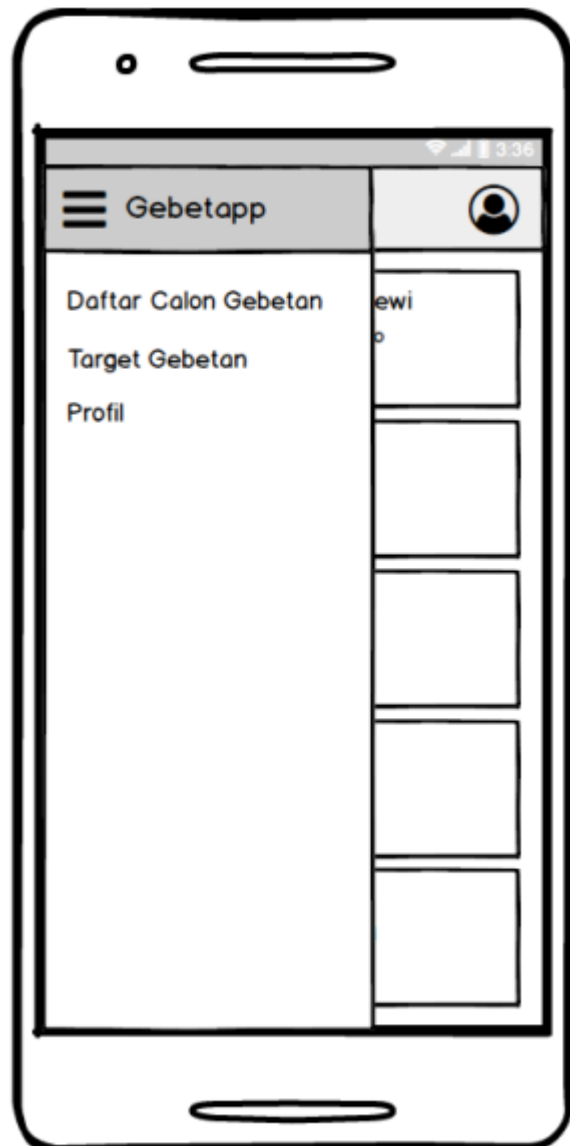 3:36
Gebetapp
Daftar Calon Gebetan
ewi
o
Target Gebetan
Profil